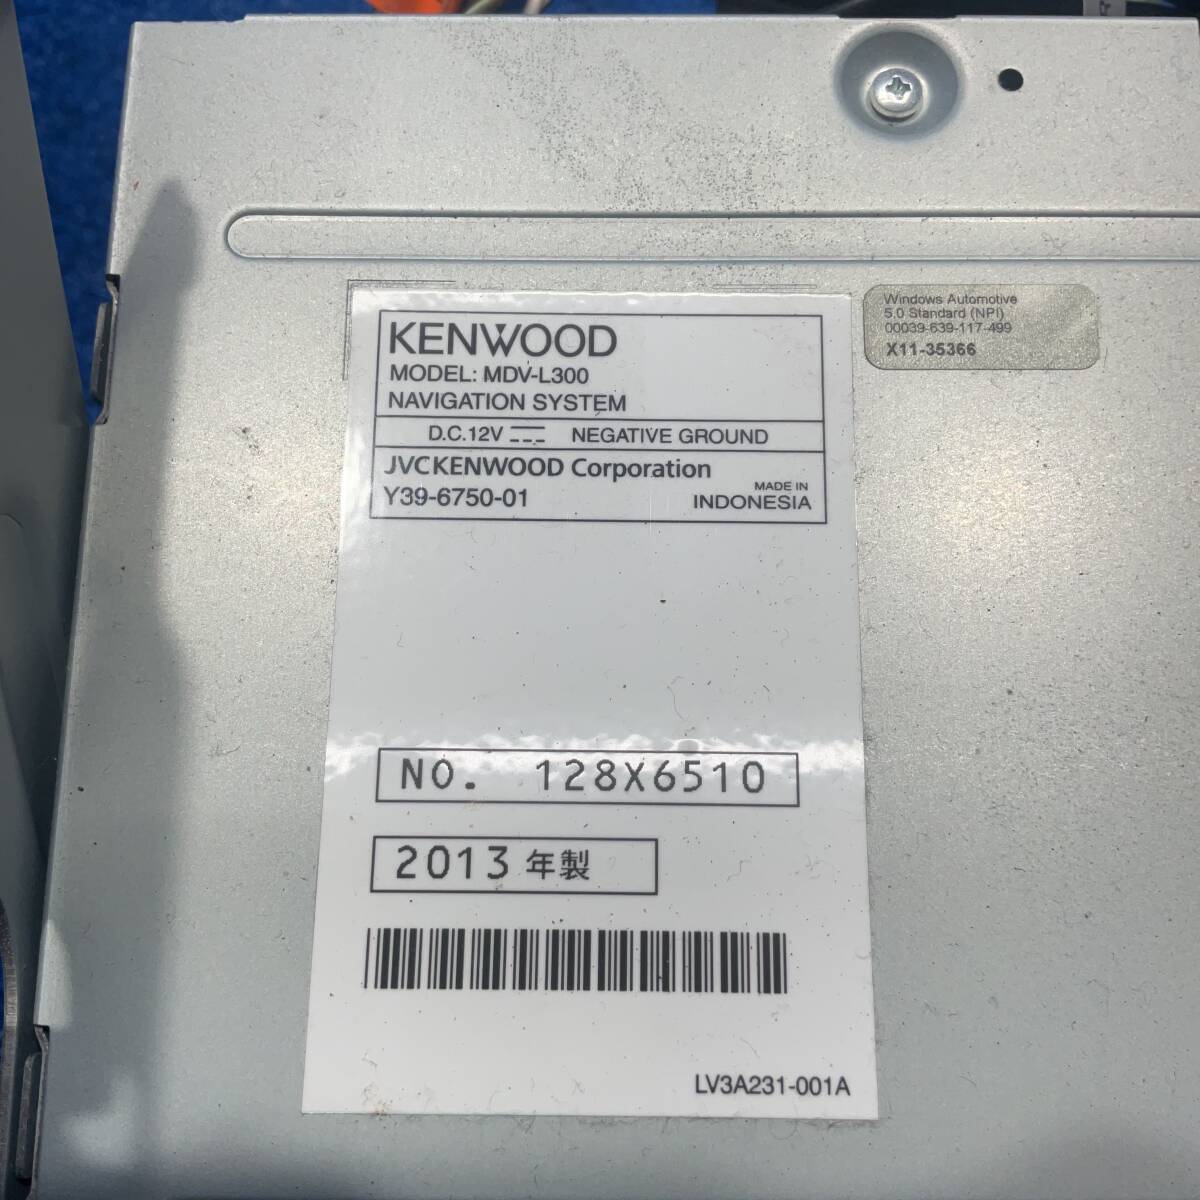 R
Windows Automotive
5.0 Standard (NPI)
00039-639-117-499
X11-35366
KENWOOD
MODEL: MDV-L300
NAVIGATION SYSTEM
D.C.12V NEGATIVE GROUND
JVCKENWOOD Corporation
Y39-6750-01
MADE IN
INDONESIA
NO. 128X6510
2013 年製
LV3A231-001A